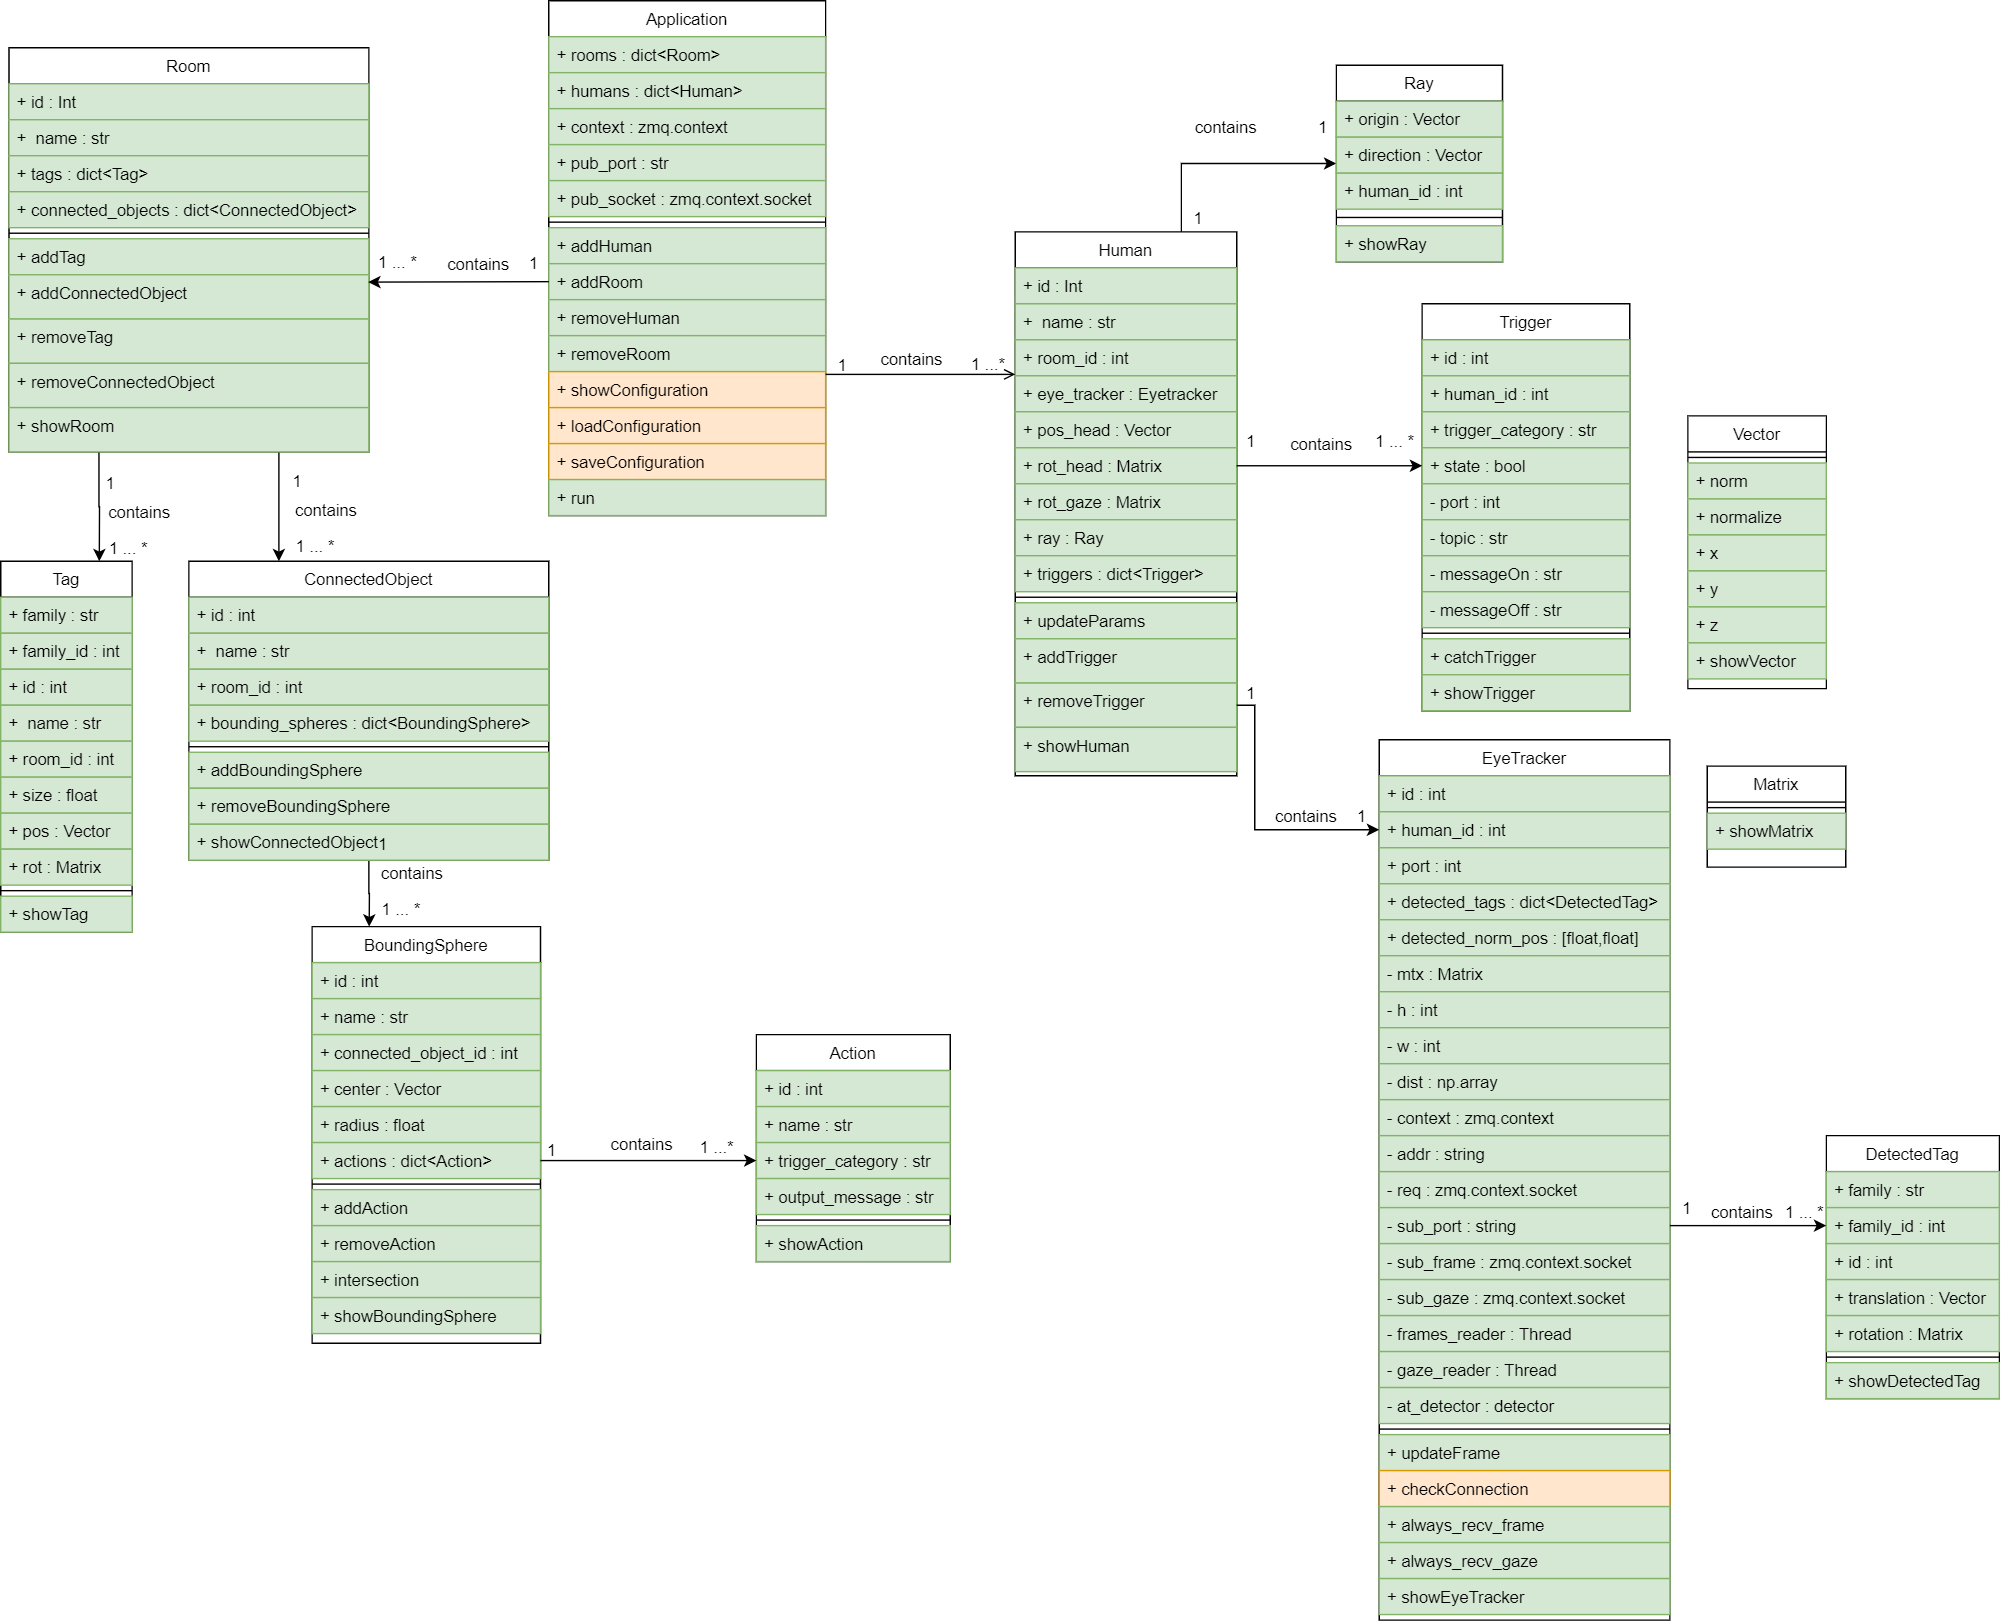 Application
+ rooms : dict<Room>
+ humans : dict<Human>
+ context : zmq.context
+ pub_port : str
+ pub_socket : zmq.context.socket
+ addHuman
+ addRoom
+ removeHuman
+ removeRoom
+ showConfiguration
+ loadConfiguration
+ saveConfiguration
+ run
Room
+ id : Int
+ name : str
+ tags : dict<Tag>
+ connected_objects : dict<ConnectedObject>
+ addTag
+ addConnectedObject
+ removeTag
+ removeConnectedObject
+ showRoom
1 ... * contains 1
1 contains 1 ...*
1
contains
1 ... *
1
contains
1 ... *
Tag
+ family : str
+ family_id : int
+ id : int
+ name : str
+ room_id : int
+ size : float
+ pos : Vector
+ rot : Matrix
+ showTag
ConnectedObject
+ id : int
+ name : str
+ room_id : int
+ bounding_spheres : dict<BoundingSphere>
+ addBoundingSphere
+ removeBoundingSphere
+ showConnectedObject
1
contains
1 ... *
BoundingSphere
+ id : int
+ name : str
+ connected_object_id : int
+ center : Vector
+ radius : float
+ actions : dict<Action>
+ addAction
+ removeAction
+ intersection
+ showBoundingSphere
1 contains 1 ...*
Action
+ id : int
+ name : str
+ trigger_category : str
+ output_message : str
+ showAction
Human
+ id : Int
+ name : str
+ room_id : int
+ eye_tracker : Eyetracker
+ pos_head : Vector
+ rot_head : Matrix
+ rot_gaze : Matrix
+ ray : Ray
+ triggers : dict<Trigger>
+ updateParams
+ addTrigger
+ removeTrigger
+ showHuman
contains 1
1
Ray
+ origin : Vector
+ direction : Vector
+ human_id : int
+ showRay
1 contains 1 ... *
Trigger
+ id : int
+ human_id : int
+ trigger_category : str
+ state : bool
- port : int
- topic : str
- messageOn : str
- messageOff : str
+ catchTrigger
+ showTrigger
Vector
+ norm
+ normalize
+ x
+ y
+ z
+ showVector
Matrix
+ showMatrix
1
contains 1
EyeTracker
+ id : int
+ human_id : int
+ port : int
+ detected_tags : dict<DetectedTag>
+ detected_norm_pos : [float,float]
- mtx : Matrix
- h : int
- w : int
- dist : np.array
- context : zmq.context
- addr : string
- req : zmq.context.socket
- sub_port : string
- sub_frame : zmq.context.socket
- sub_gaze : zmq.context.socket
- frames_reader : Thread
- gaze_reader : Thread
- at_detector : detector
+ updateFrame
+ checkConnection
+ always_recv_frame
+ always_recv_gaze
+ showEyeTracker
1 contains 1 ... *
DetectedTag
+ family : str
+ family_id : int
+ id : int
+ translation : Vector
+ rotation : Matrix
+ showDetectedTag